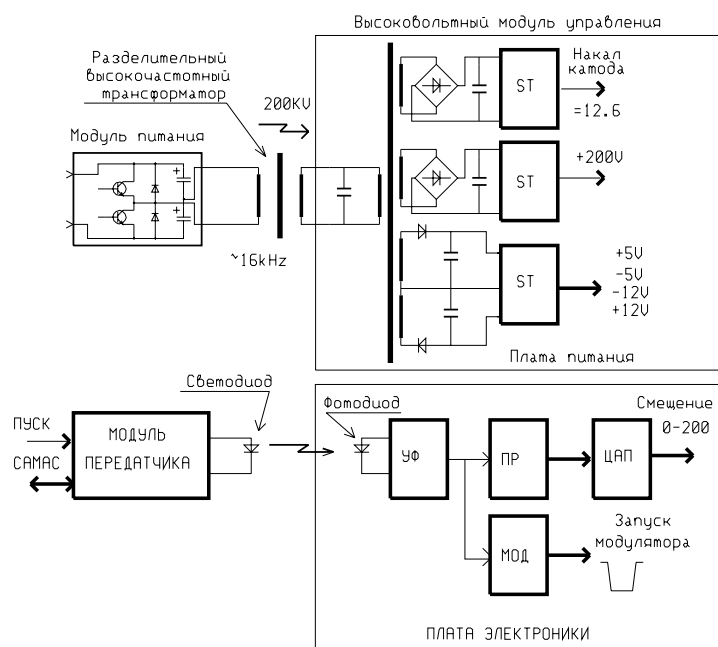 Высоковольтный модуль управления
Разделительный
высокочастотный
трансформатор
200KV
Модуль питания
~16kHz
ST
Накал
катода
=12.6
ST
+200V
ST
+5V
-5V
-12V
+12V
Плата питания
Светодиод
Фотодиод
ПУСК
САМАС
МОДУЛЬ
ПЕРЕДАТЧИКА
УФ
ПР
ЦАП
Смещение
0-200
МОД
Запуск
модулятора
ПЛАТА ЭЛЕКТРОНИКИ